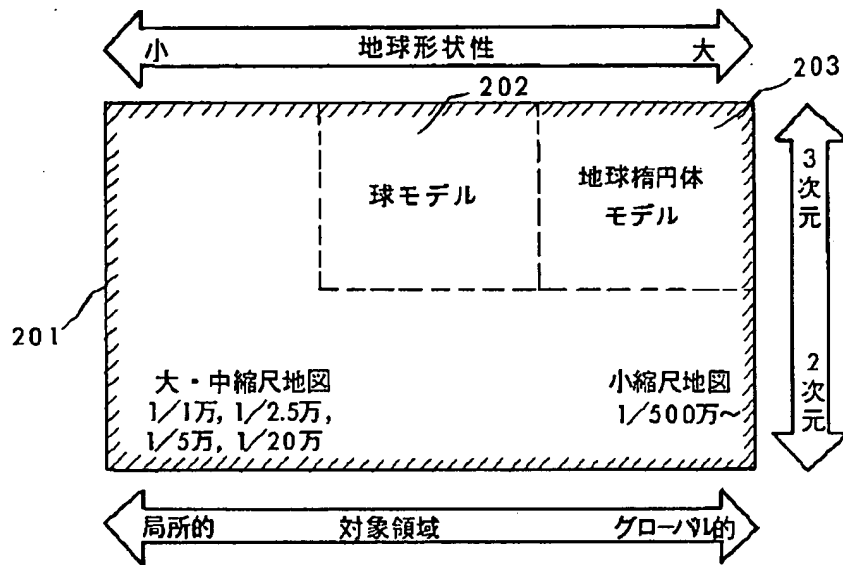 小 地球形状性 大
202
203
球モデル
地球楕円体
モデル
3次元
201
大・中縮尺地図
1/1万, 1/2.5万,
1/5万, 1/20万
小縮尺地図
1/500万～
2次元
局所的 対象領域 グローバル的